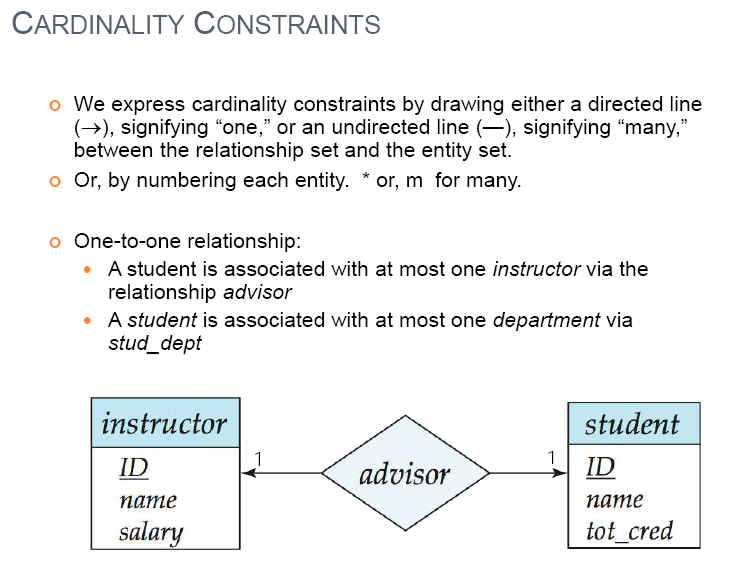 CARDINALITY CONSTRAINTS
We express cardinality constraints by drawing either a directed line
(→), signifying “one,” or an undirected line (—), signifying “many,”
between the relationship set and the entity set.
Or, by numbering each entity.  * or, m  for many.
One-to-one relationship:
A student is associated with at most one instructor via the
relationship advisor
A student is associated with at most one department via
stud_dept
instructor
ID
name
salary
1
advisor
1
student
ID
name
tot_cred